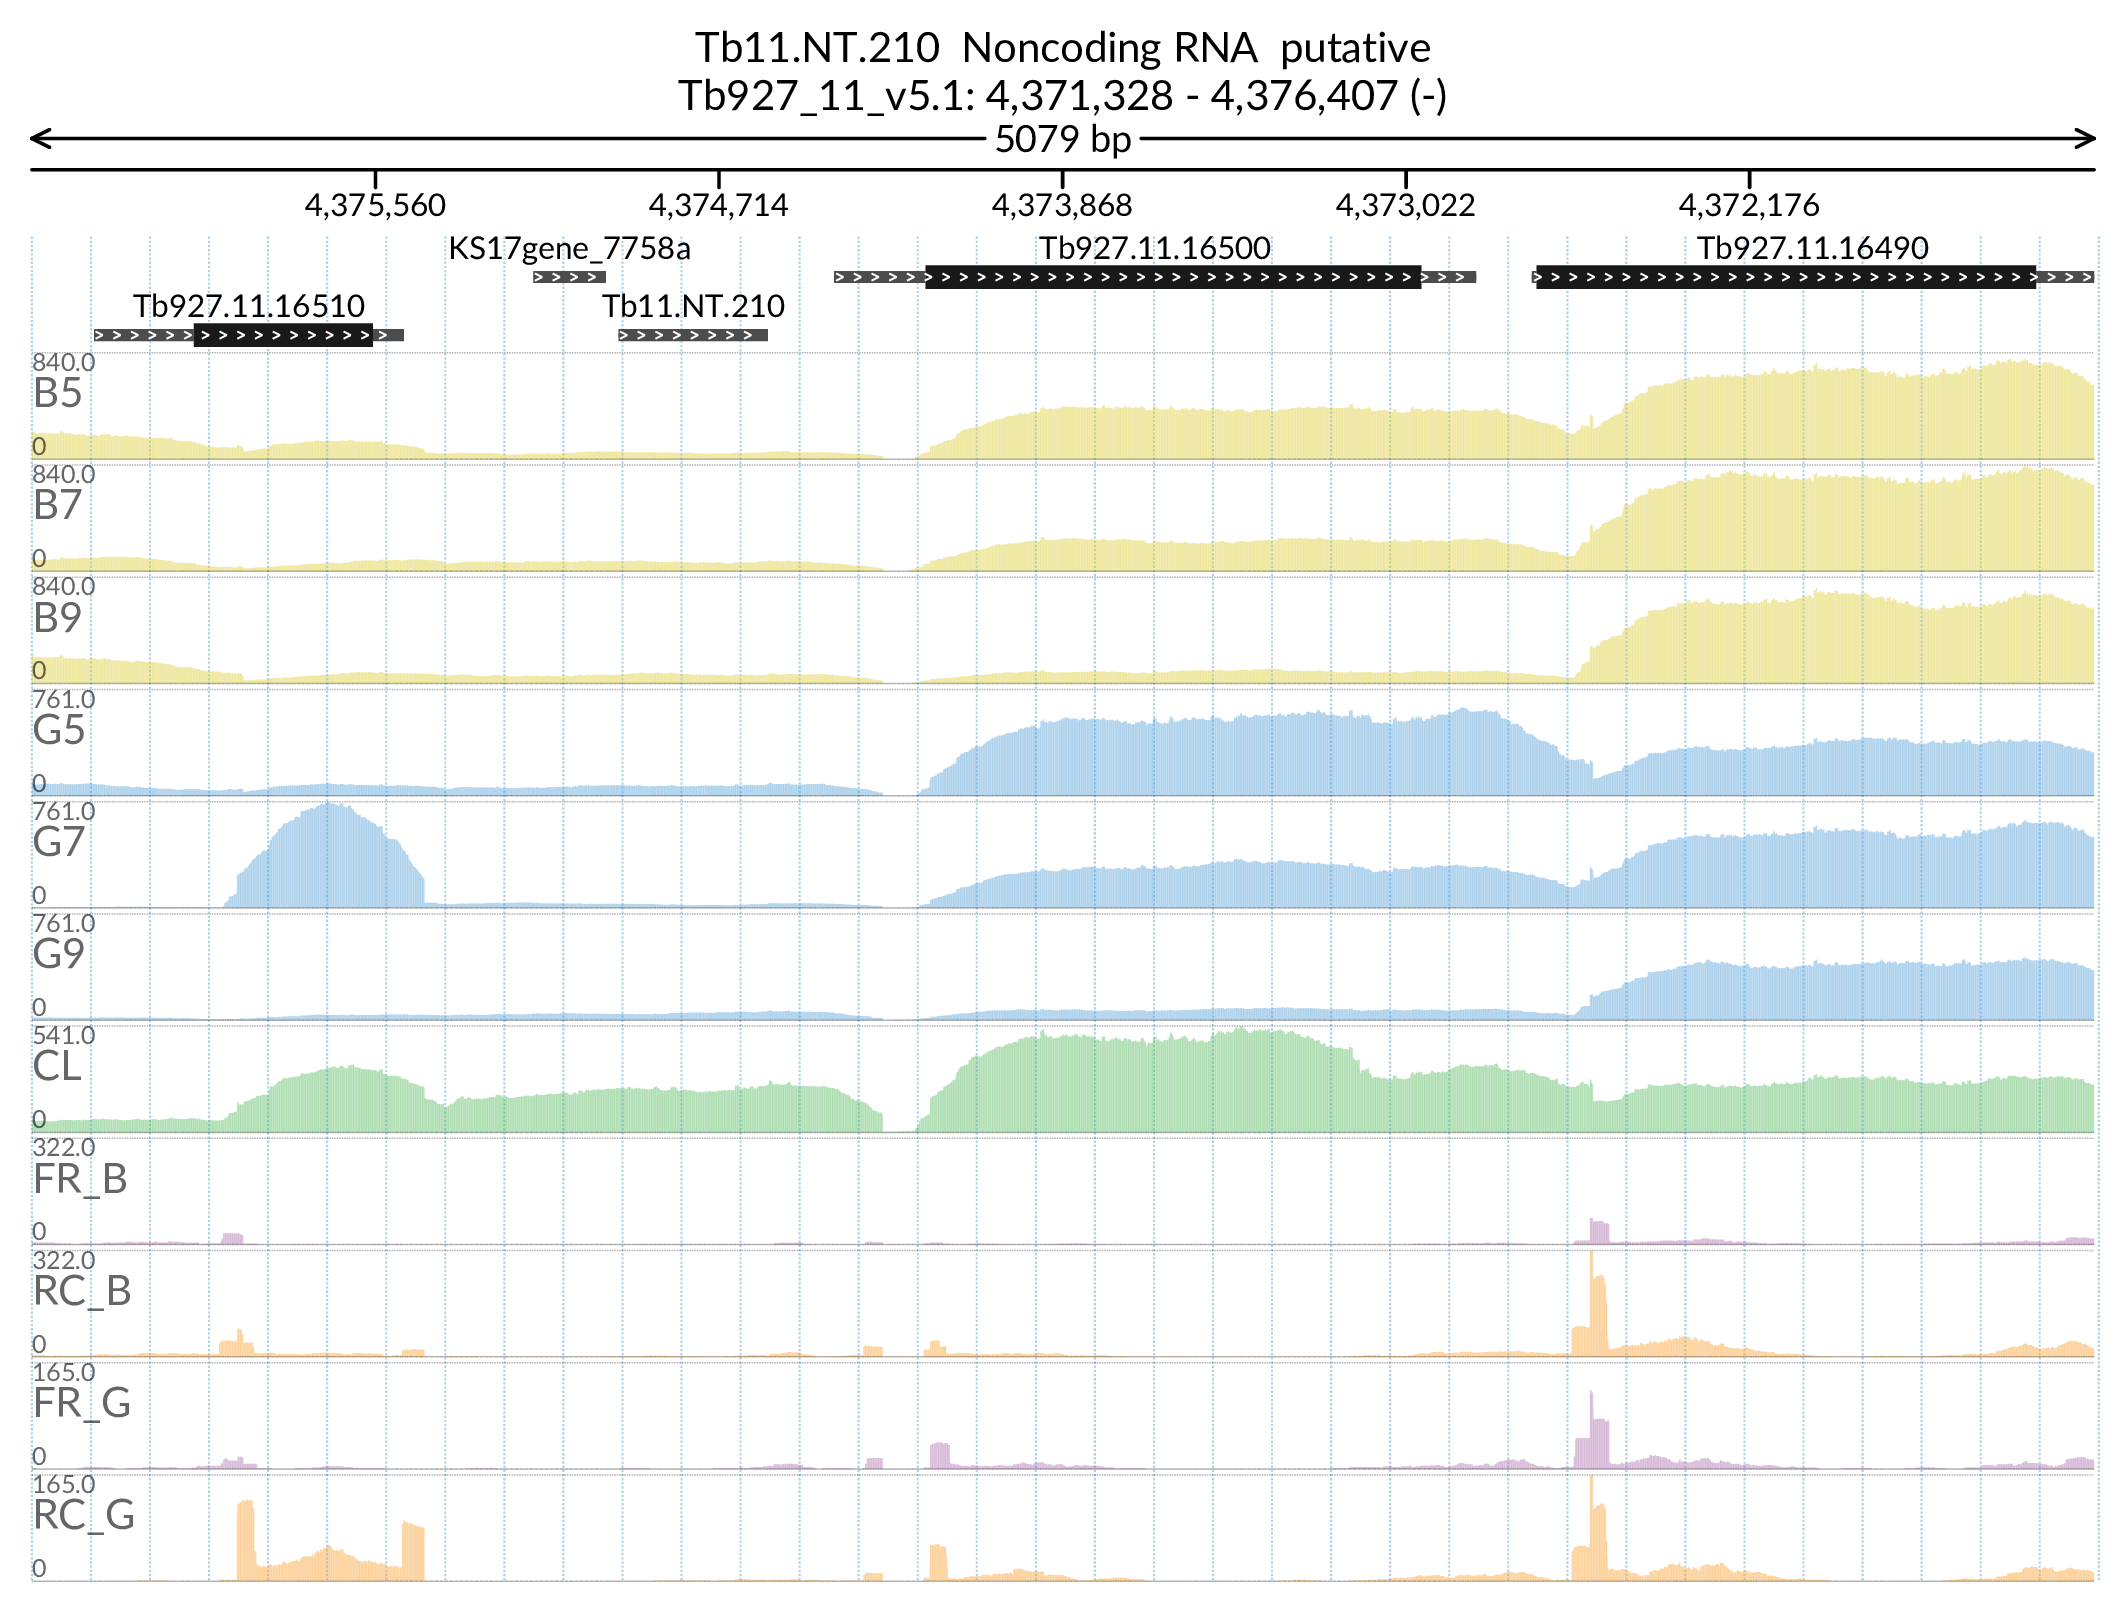 Tb11.NT.210 Noncoding RNA putative
Tb927_11_v5.1: 4,371,328 - 4,376,407 (-)
5079 bp
4,375,560 4,374,714 4,373,868 4,373,022 4,372,176
KS17gene_7758a Tb927.11.16500 Tb927.11.16490
Tb927.11.16510 Tb11.NT.210
840.0
B5
0
840.0
B7
0
840.0
B9
0
761.0
G5
0
761.0
G7
0
761.0
G9
0
541.0
CL
0
322.0
FR_B
0
322.0
RC_B
0
165.0
FR_G
0
165.0
RC_G
0